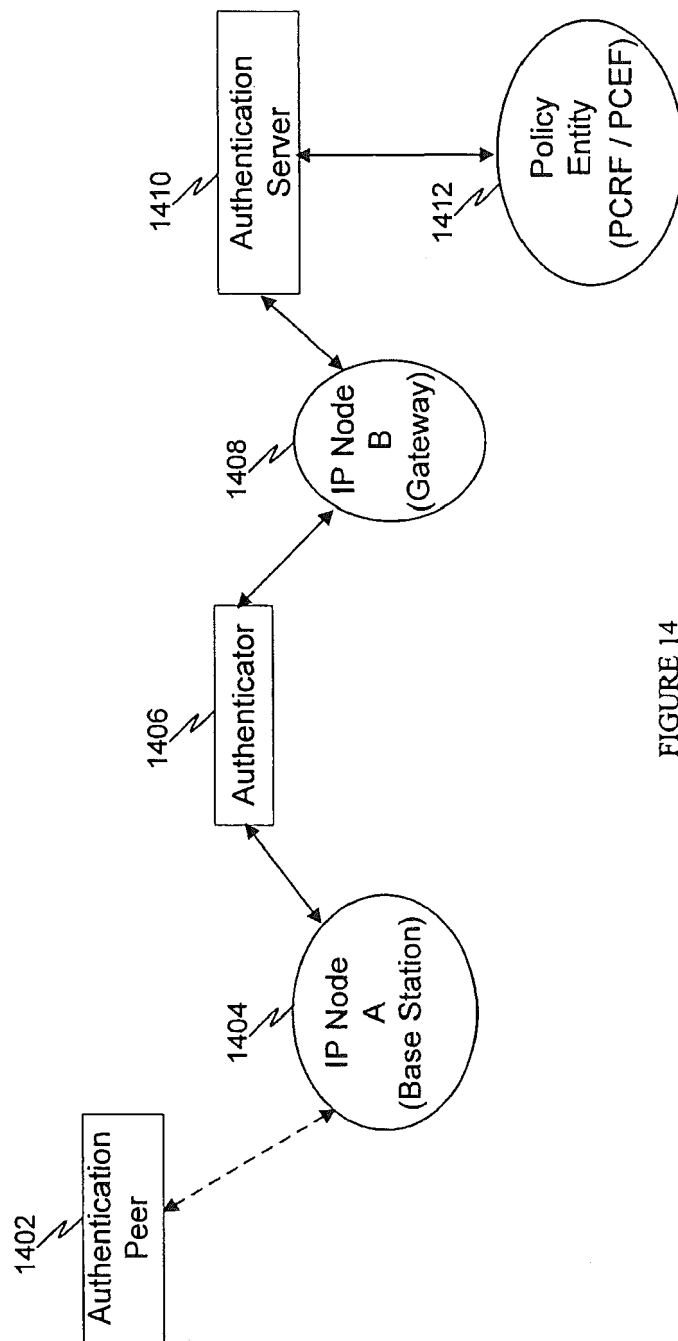 1402
Authentication
Peer
1404
IP Node
A
(Base Station)
1406
Authenticator
1408
IP Node
B
(Gateway)
1410
Authentication
Server
1412
Policy
Entity
(PCRF / PCEF)
FIGURE 14